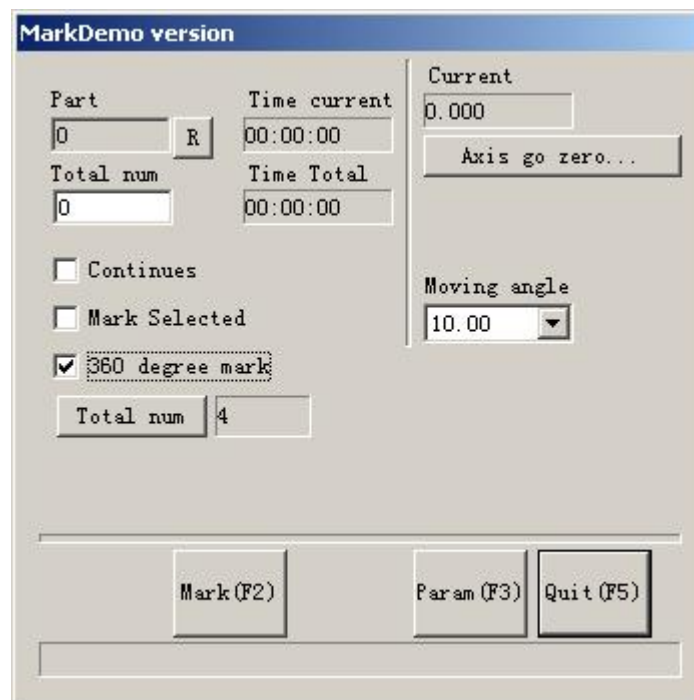 MarkDemo version
Part
Time current
0
R
00:00:00
Total num
Time Total
0
00:00:00
Continues
Mark Selected
360 degree mark
Total num
4
Current
0.000
Axis go zero...
Moving angle
10.00
Mark(F2)
Param(F3)
Quit(F5)